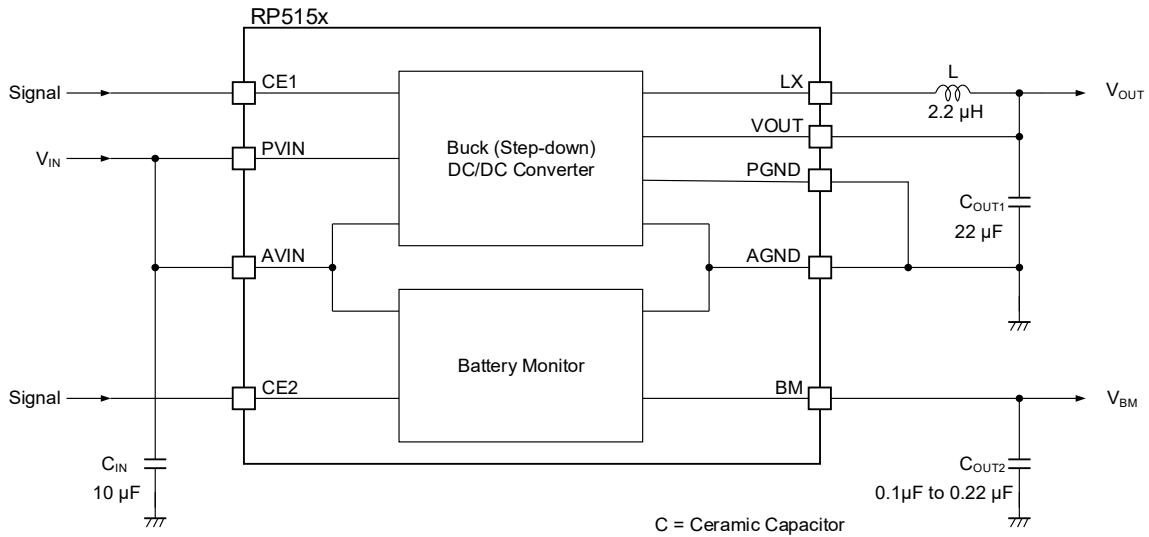 RP515x
Signal
CE1
LX
L
2.2 µH
VOUT
VOUT
VIN
PVIN
Buck (Step-down)
DC/DC Converter
PGND
COUT1
22 µF
AVIN
AGND
Battery Monitor
Signal
CE2
BM
VBM
CIN
10 µF
COUT2
0.1µF to 0.22 µF
C = Ceramic Capacitor